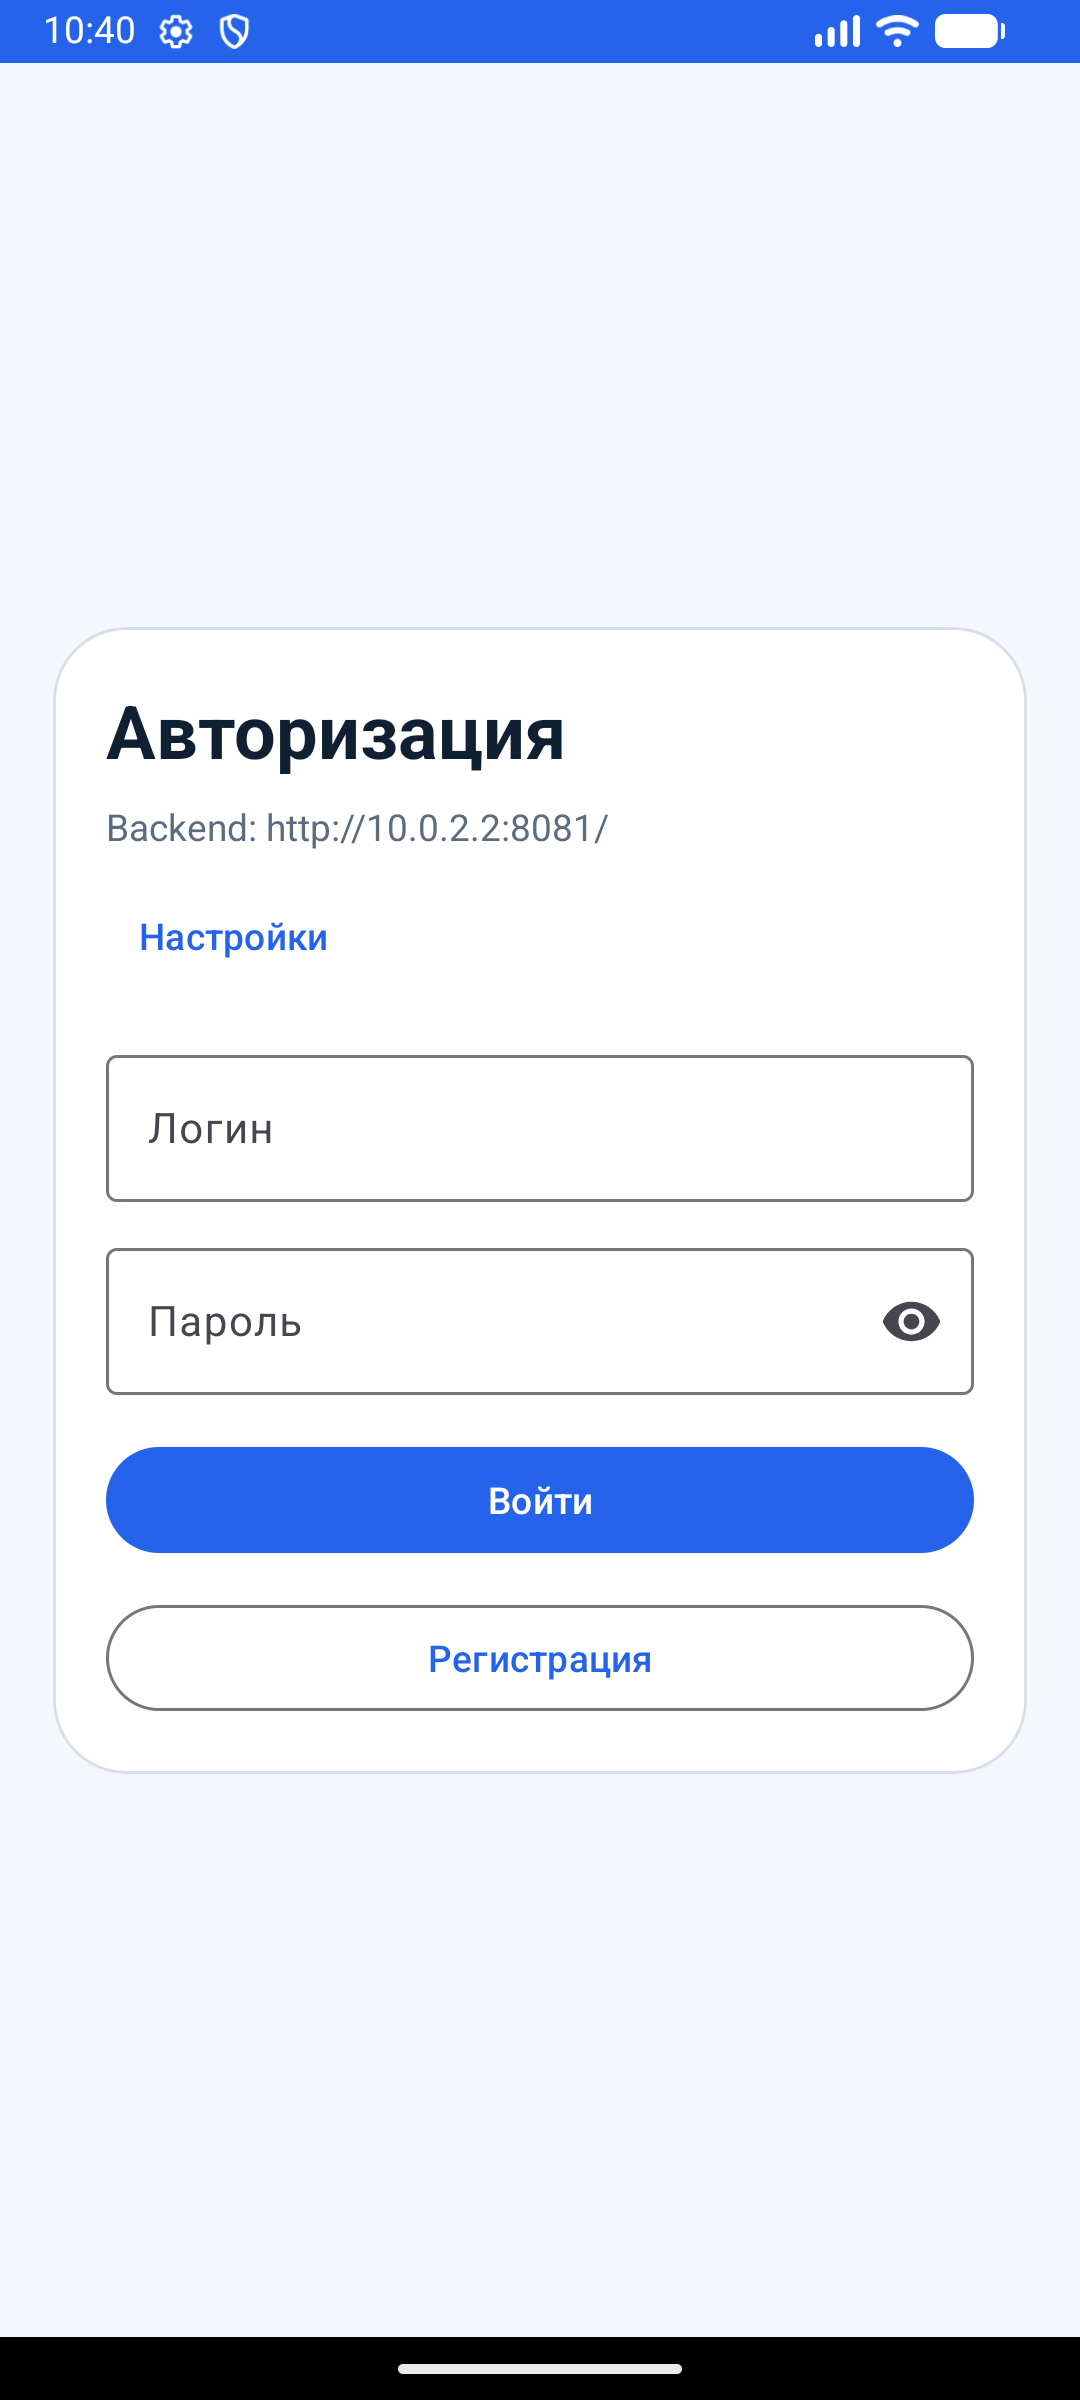 10:40
Авторизация
Backend: http://10.0.2.2:8081/
Настройки
Логин
Пароль
Войти
Регистрация